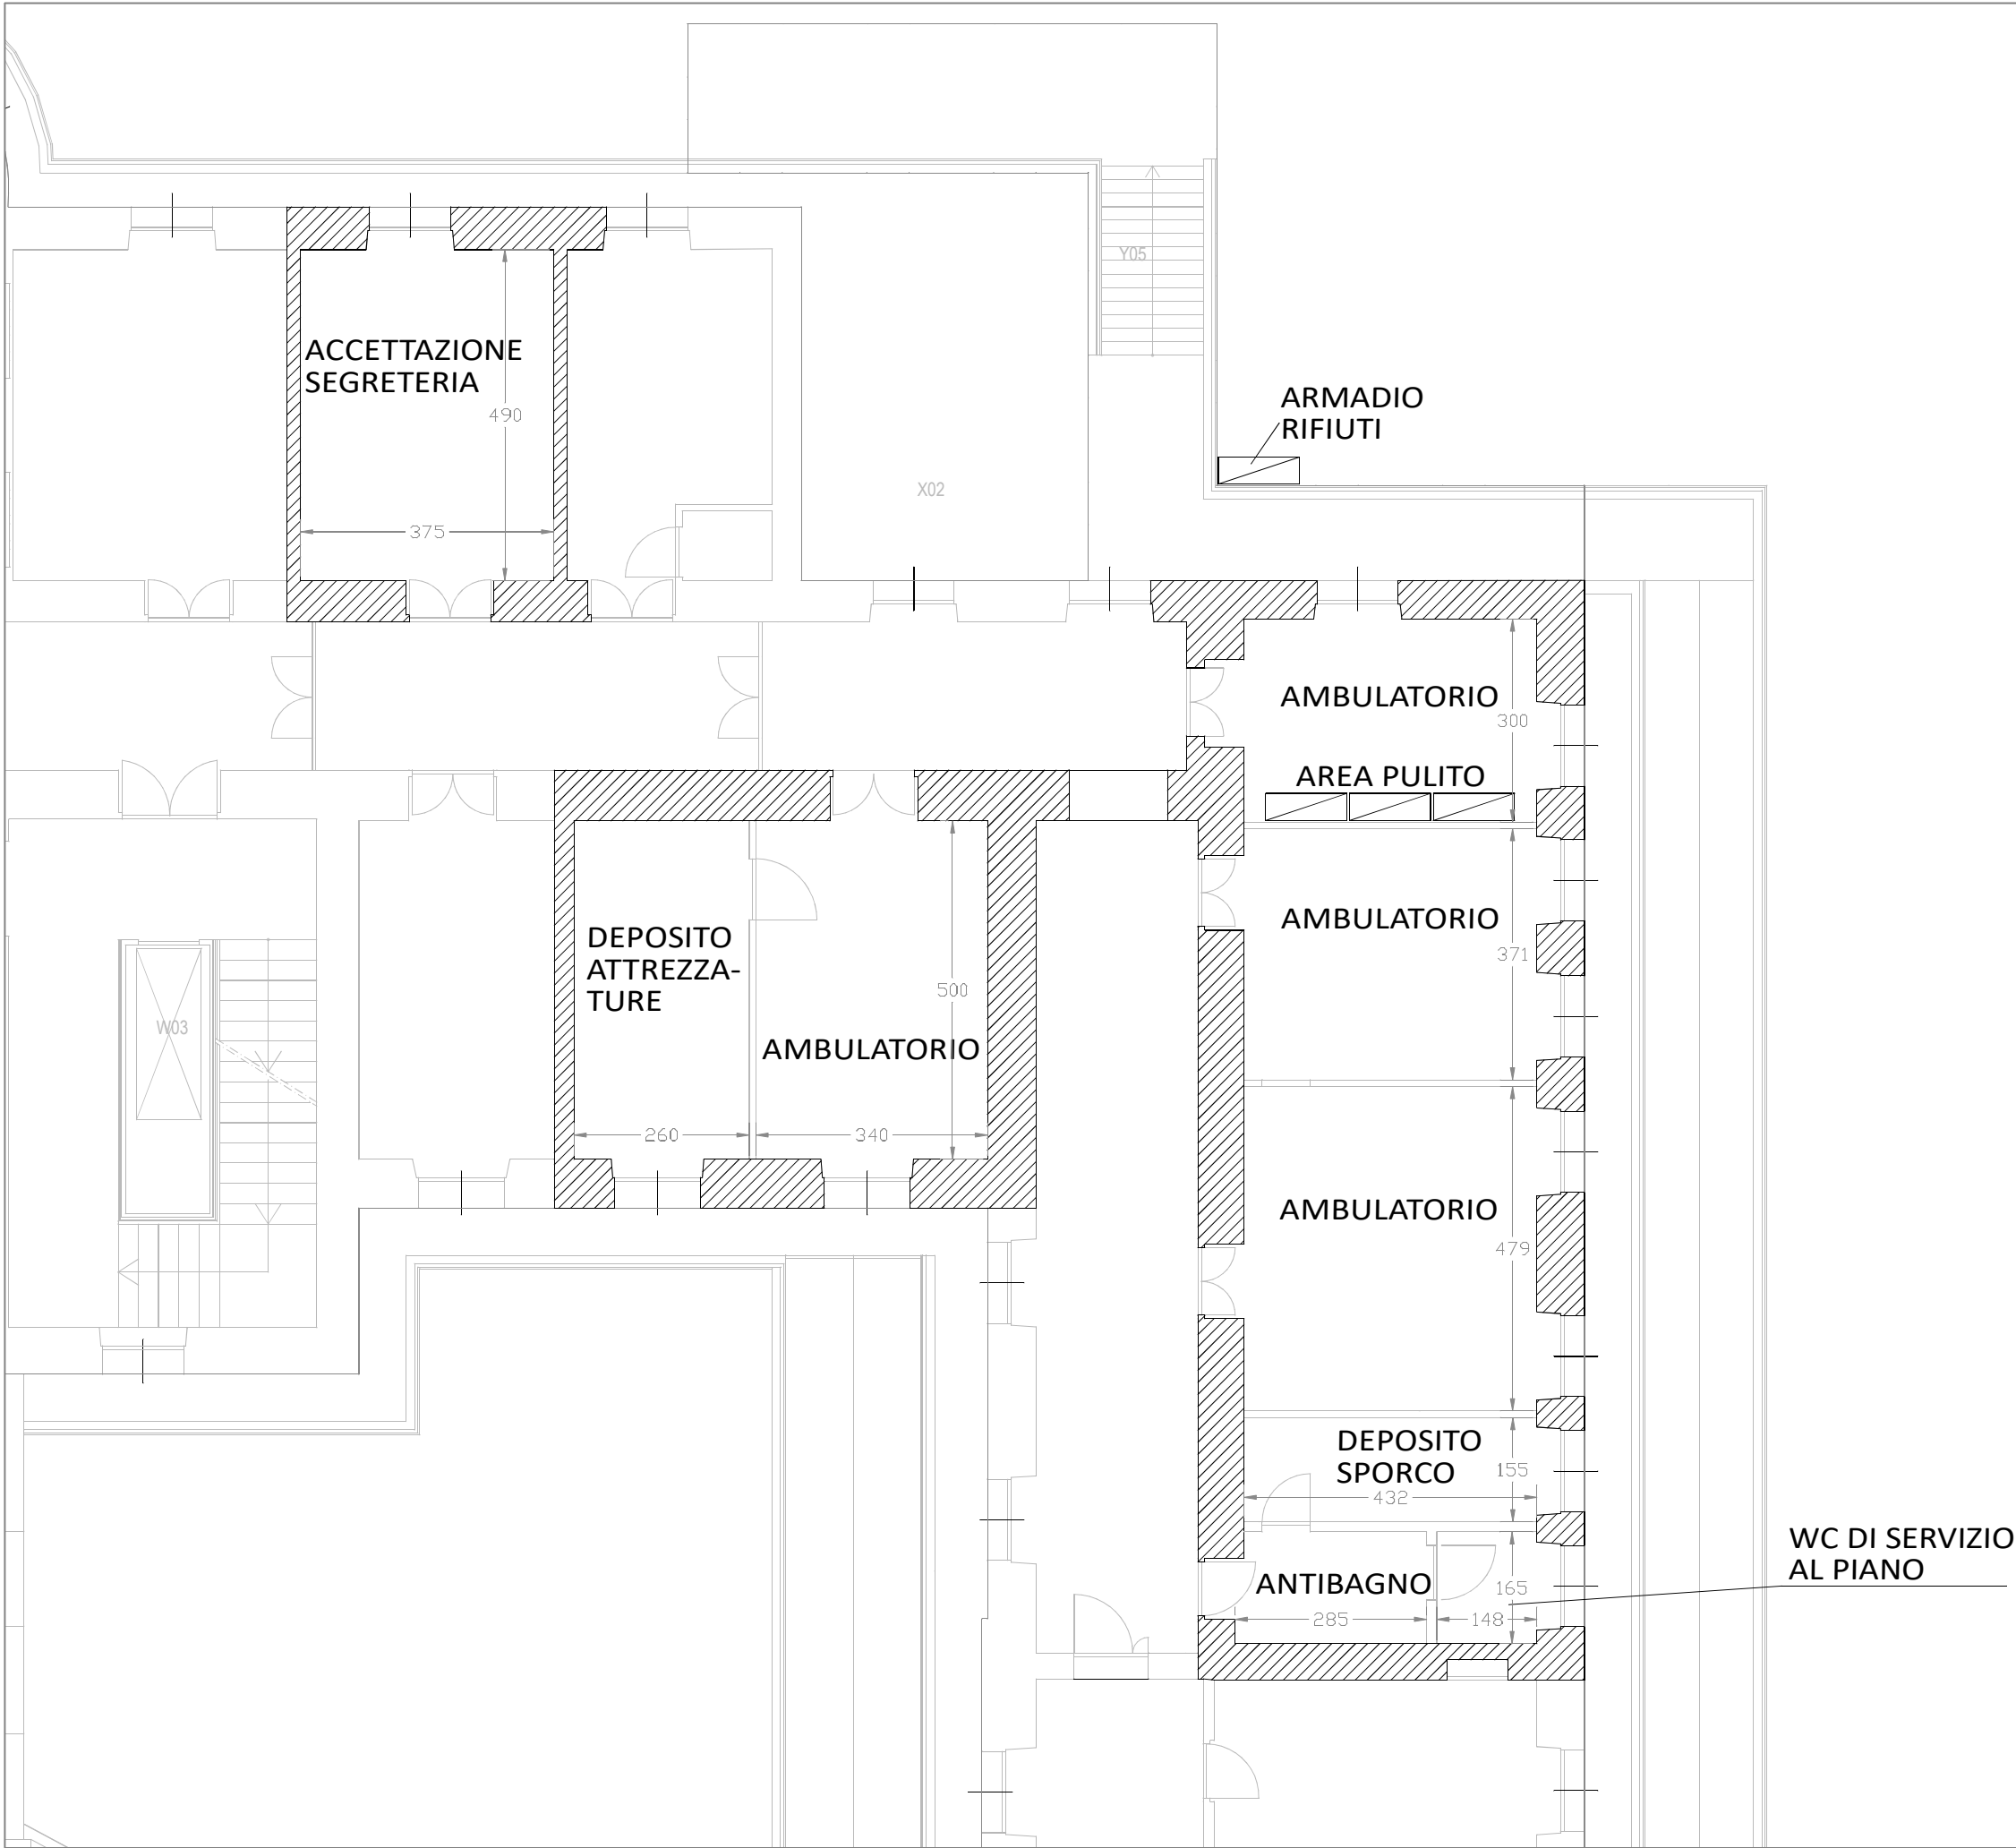 Y05
ACCETTAZIONE
SEGRETERIA
490
375
ARMADIO
RIFIUTI
X02
AMBULATORIO
300
AREA PULITO
AMBULATORIO
371
DEPOSITO
ATTREZZA-
TURE
500
AMBULATORIO
W03
260
340
AMBULATORIO
479
DEPOSITO
SPORCO
155
432
WC DI SERVIZIO
AL PIANO
ANTIBAGNO
165
285
148